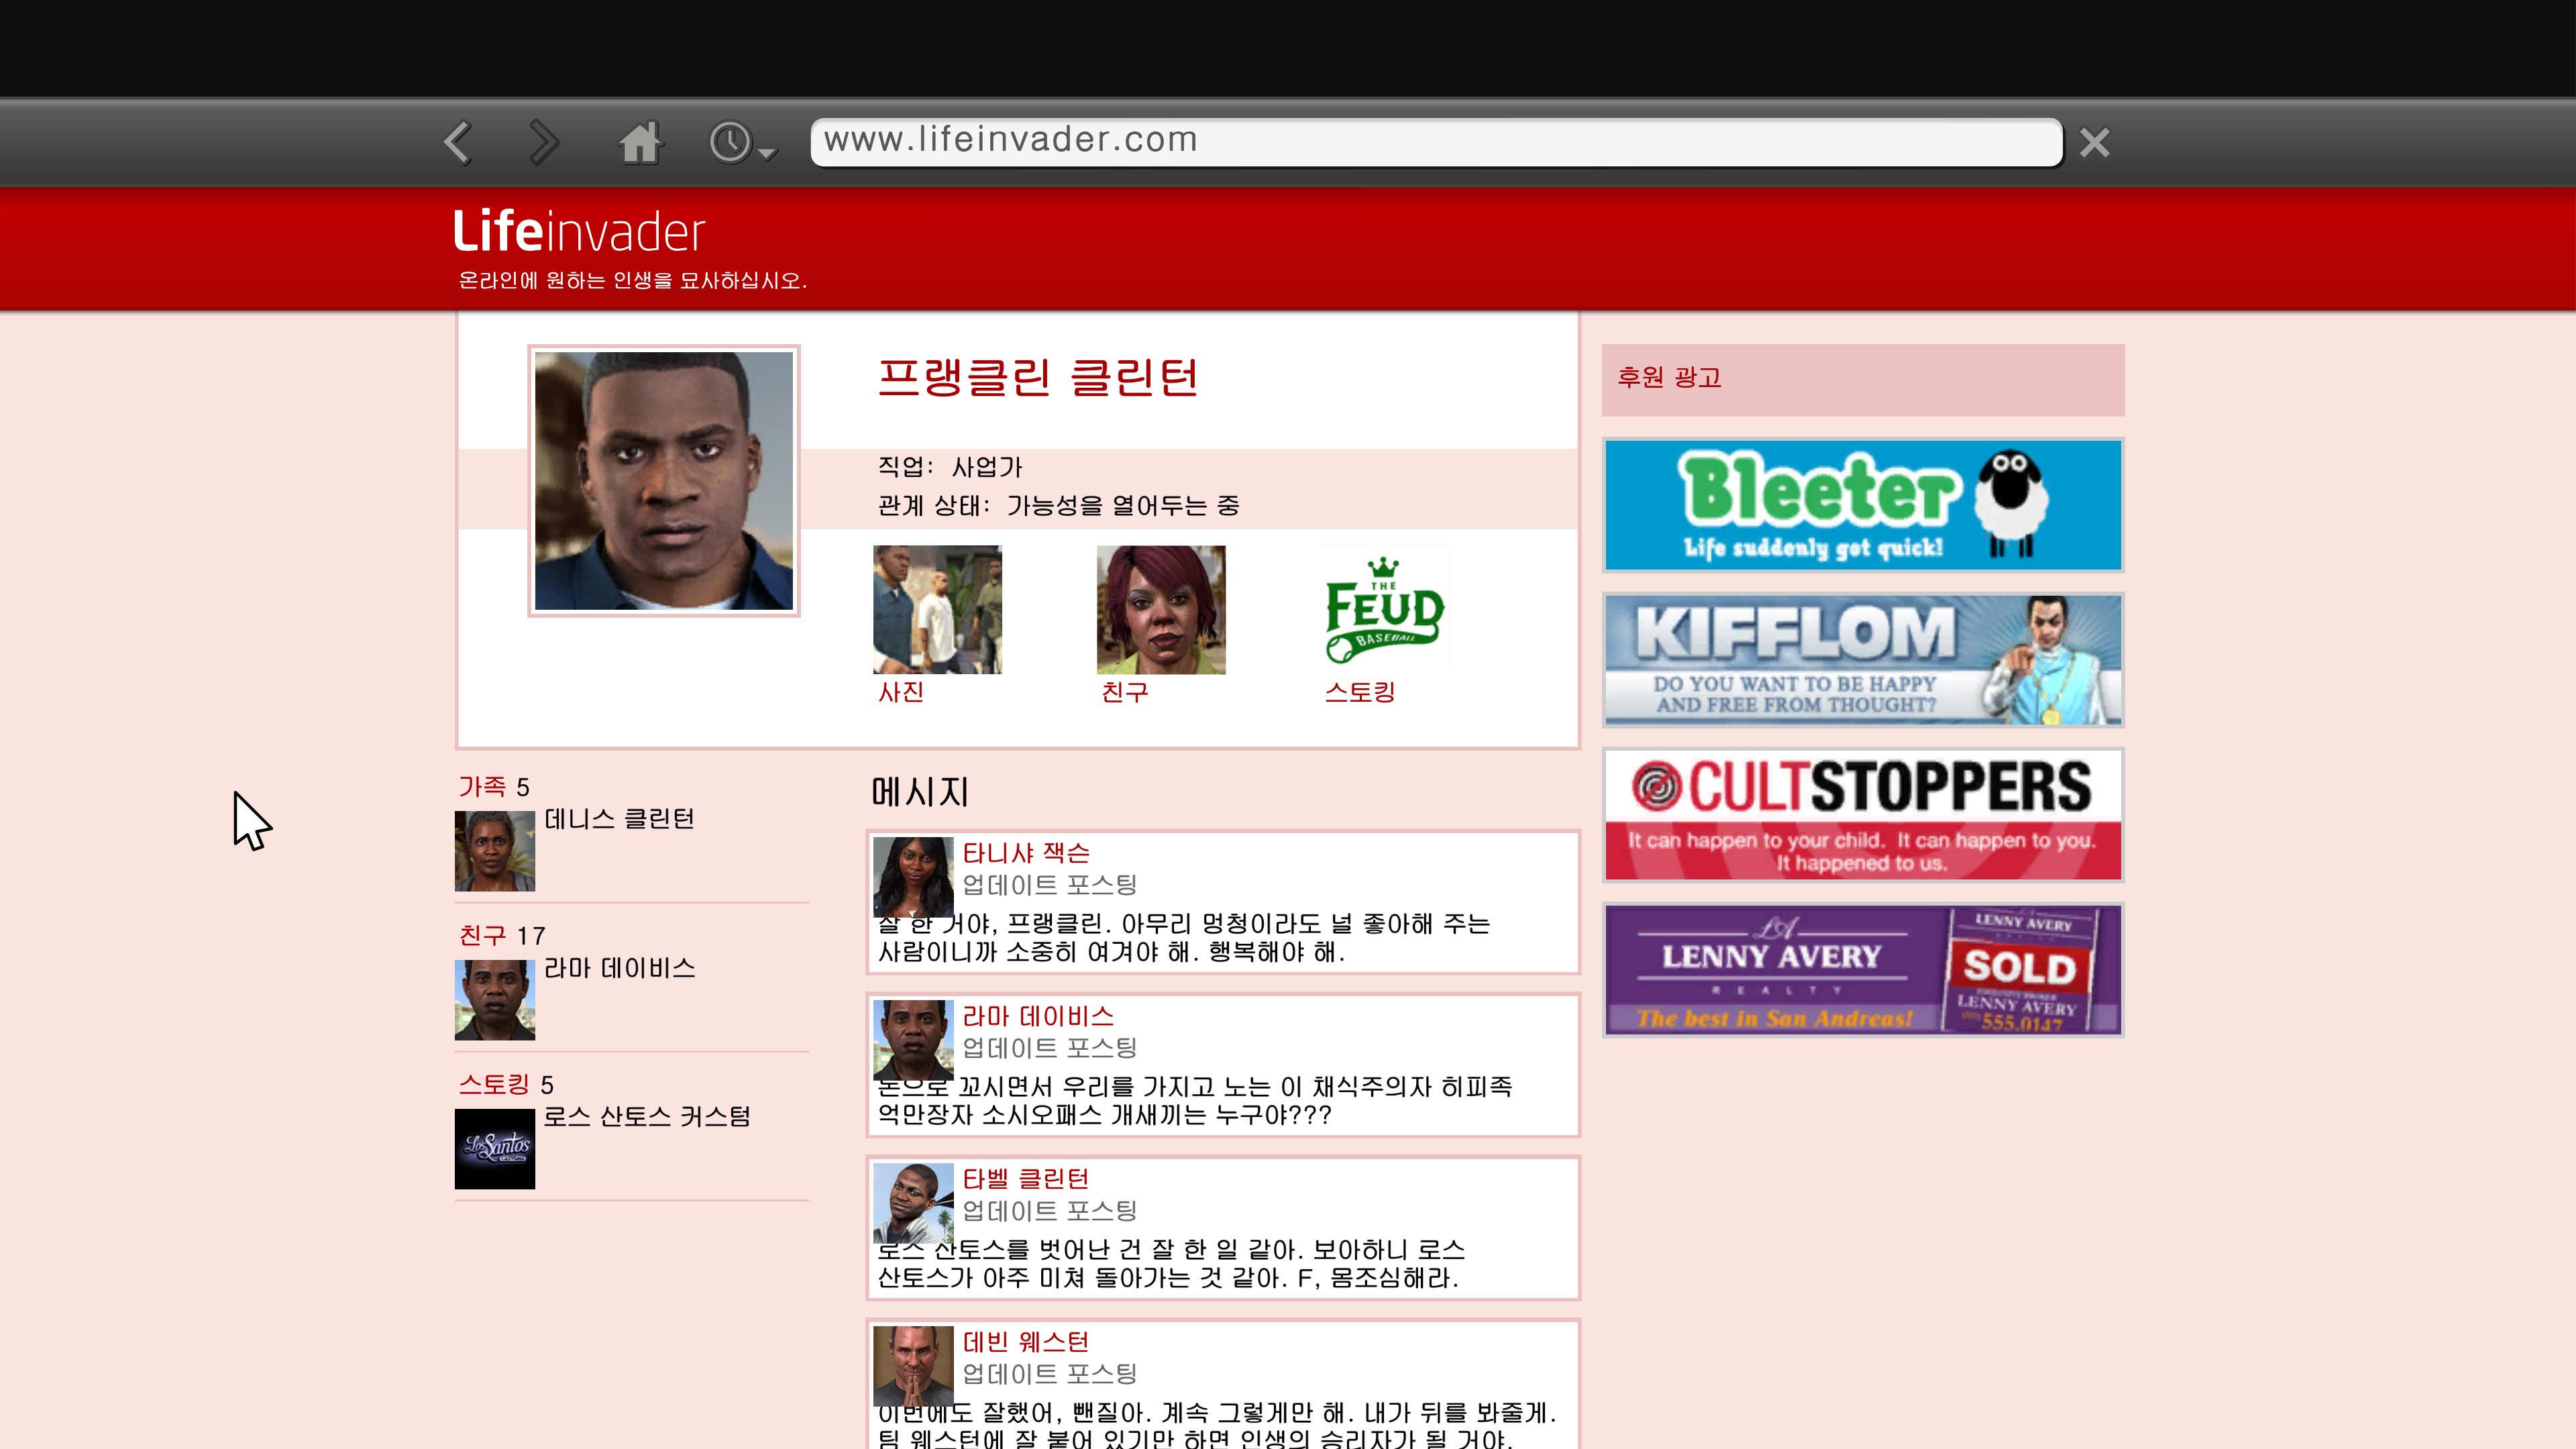 www.lifeinvader.com
Lifeinvader
온라인에 원하는 인생을 묘사하십시오.
프랭클린 클린턴
직업: 사업가
관계 상태: 가능성을 열어두는 중
THE
FEUD
BASEBALL
사진
친구
스토킹
가족 5
데니스 클린턴
친구 17
라마 데이비스
스토킹 5
Los Santos
CUSTOMS
로스 산토스 커스텀
메시지
타니샤 잭슨
업데이트 포스팅
잘 한 거야, 프랭클린. 아무리 멍청이라도 널 좋아해 주는
사람이니까 소중히 여겨야 해. 행복해야 해.
라마 데이비스
업데이트 포스팅
돈으로 꼬시면서 우리를 가지고 노는 이 채식주의자 히피족
억만장자 소시오패스 개새끼는 누구야???
타벨 클린턴
업데이트 포스팅
로스 산토스를 벗어난 건 잘 한 일 같아. 보아하니 로스
산토스가 아주 미쳐 돌아가는 것 같아. F, 몸조심해라.
데빈 웨스턴
업데이트 포스팅
이번에도 잘했어, 뺀질아. 계속 그렇게만 해. 내가 뒤를 봐줄게.
팀 웨스턴에 잘 붙어 있기만 하면 인생의 승리자가 될 거야.
후원 광고
Bleeter
Life suddenly got quick!
KIFFLOM
DO YOU WANT TO BE HAPPY
AND FREE FROM THOUGHT?
CULTSTOPPERS
It can happen to your child. It can happen to you.
It happened to us.
LA
LENNY AVERY
REALTY
The best in San Andreas!
LENNY AVERY
SOLD
LENNY AVERY
555.0147